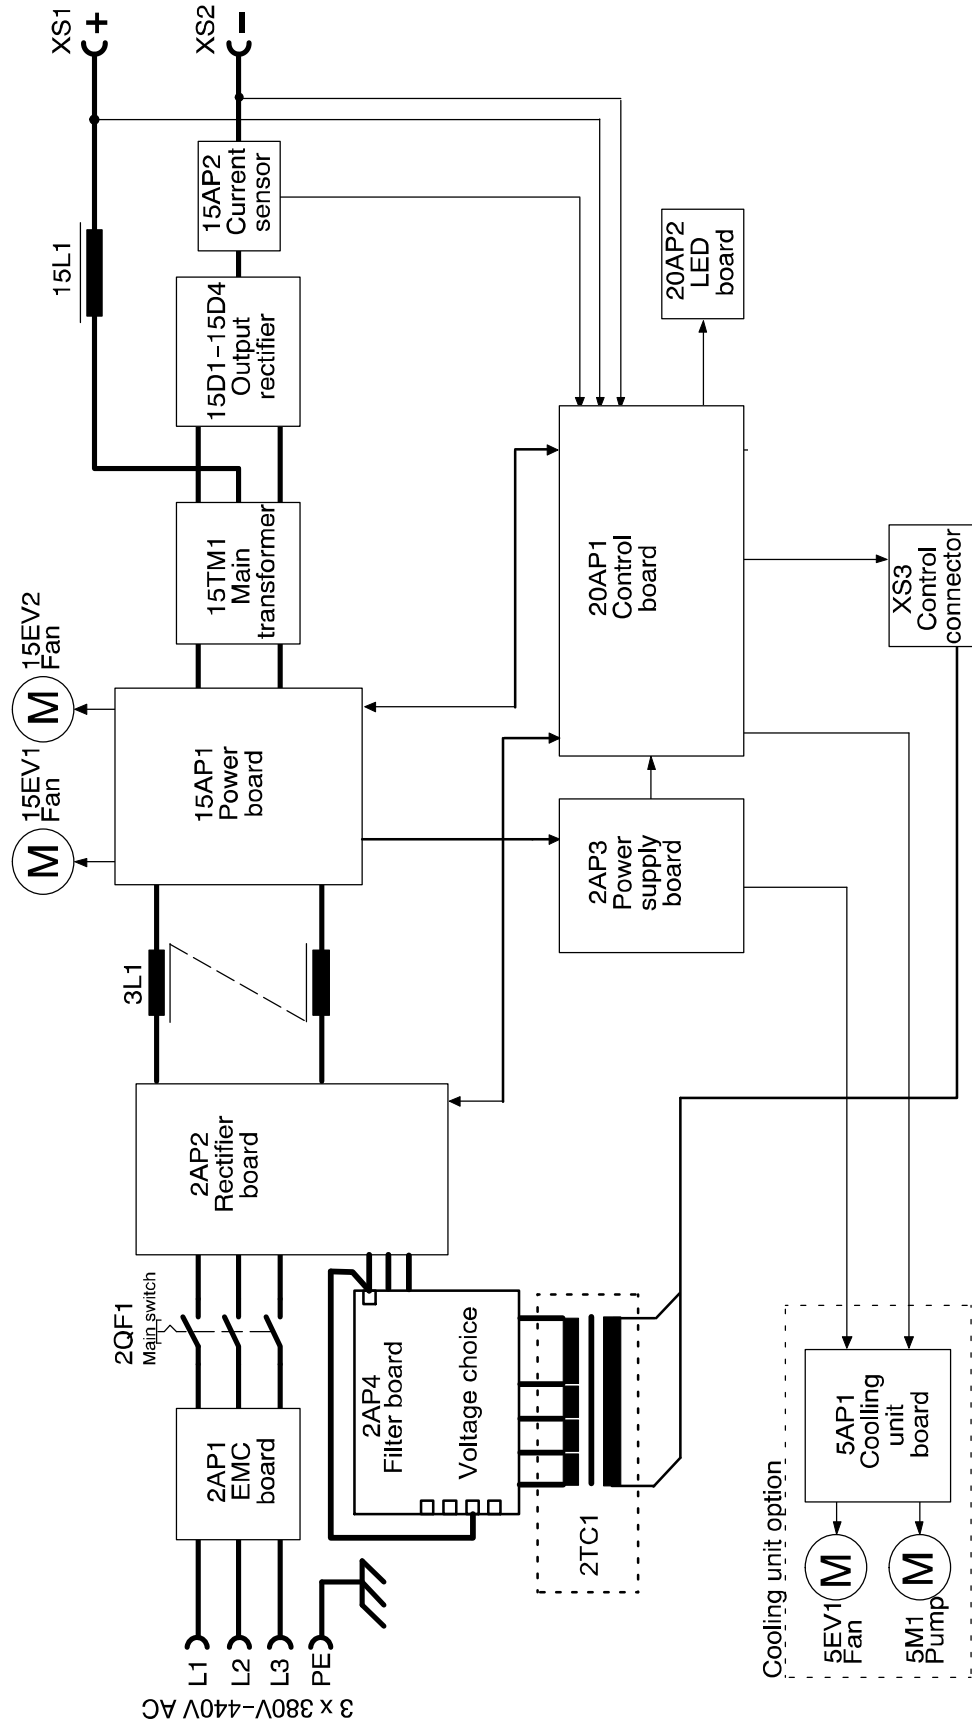 XS1
+
XS2
−
15L1
15AP2
Current
sensor
15D1–15D4
Output
rectifier
20AP2
LED
board
15TM1
Main
transformer
20AP1
Control
board
XS3
Control
connector
15EV2
Fan
M
15EV1
Fan
M
15AP1
Power
board
2AP3
Power
supply
board
3L1
2AP2
Rectifier
board
2QF1
Main switch
2AP4
Filter board
Voltage choice
2AP1
EMC
board
2TC1
Cooling unit option
5AP1
Coolling
unit
board
M
5EV1
Fan
M
5M1
Pump
L1
L2
L3
PE
3 x 380V–440V AC